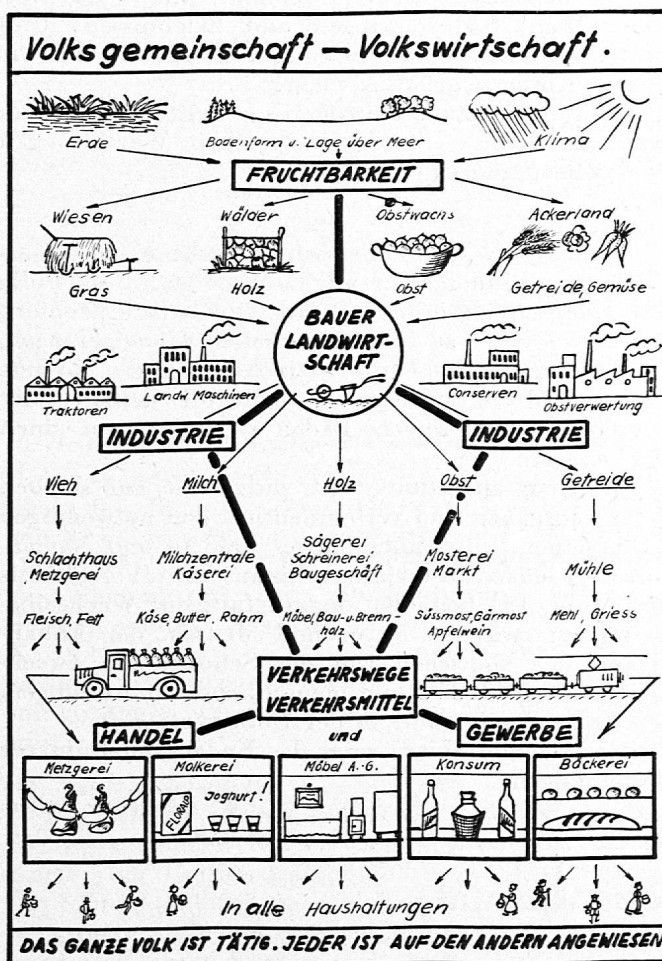 Volksgemeinschaft — Volkswirtschaft.
Erde
Bodenform u. Lage über Meer
Klima
FRUCHTBARKEIT
Wiesen
Wälder
Obstwachs
Ackerland
Gras
Holz
Obst
Getreide, Gemüse
BAUER
LANDWIRT-
SCHAFT
Traktoren
Landw. Maschinen
Conserven
Obstverwertung
INDUSTRIE
INDUSTRIE
Vieh
Milch
Holz
Obst
Getreide
Schlachthaus
Metzgerei
Milchzentrale
Käserei
Sägerei
Schreinerei
Baugeschäft
Mosterei
Markt
Mühle
Fleisch, Fett
Käse, Butter, Rahm
Möbel, Bau- u. Brenn-
holz
Süssmost, Gärmost
Apfelwein
Mehl, Griess
VERKEHRSWEGE
VERKEHRSMITTEL
HANDEL
und
GEWERBE
Metzgerei
Molkerei
Möbel A.-G.
Konsum
Bäckerei
FLORALP
Joghurt!
In alle Haushaltungen
DAS GANZE VOLK IST TÄTIG. JEDER IST AUF DEN ANDERN ANGEWIESEN